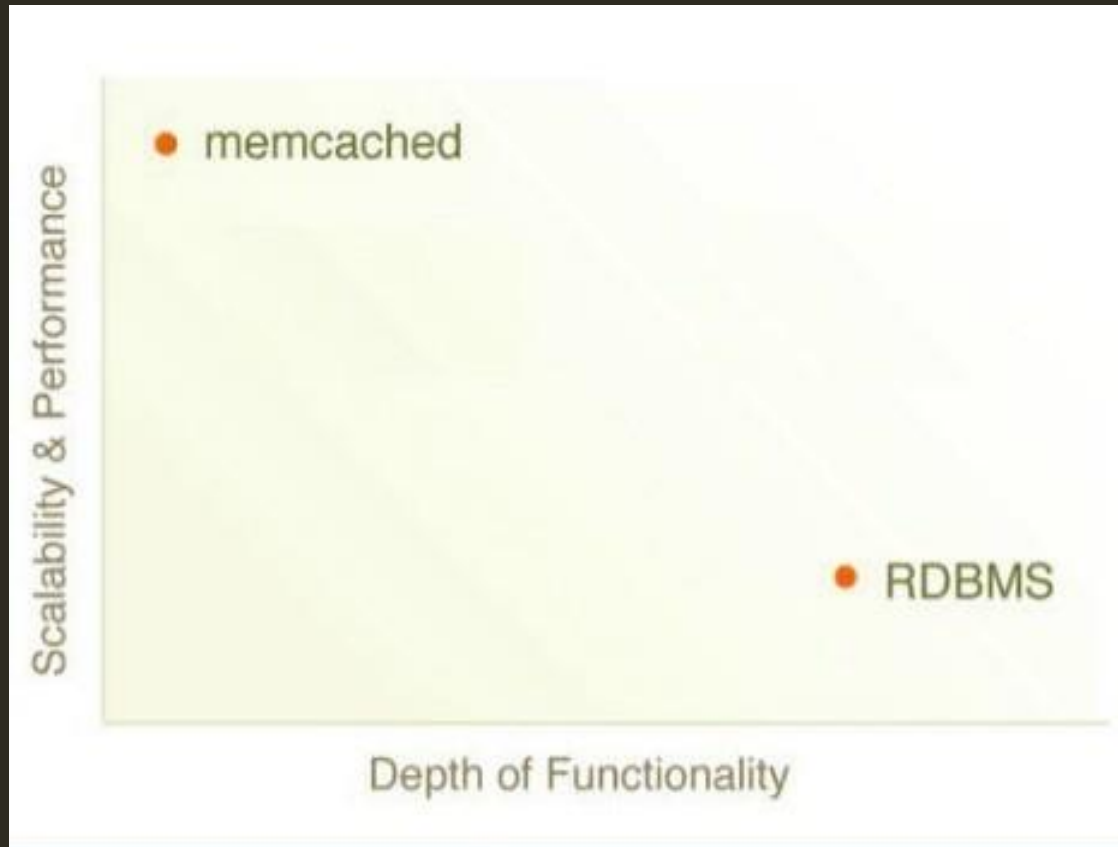 memcached
Scalability & Performance
RDBMS
Depth of Functionality